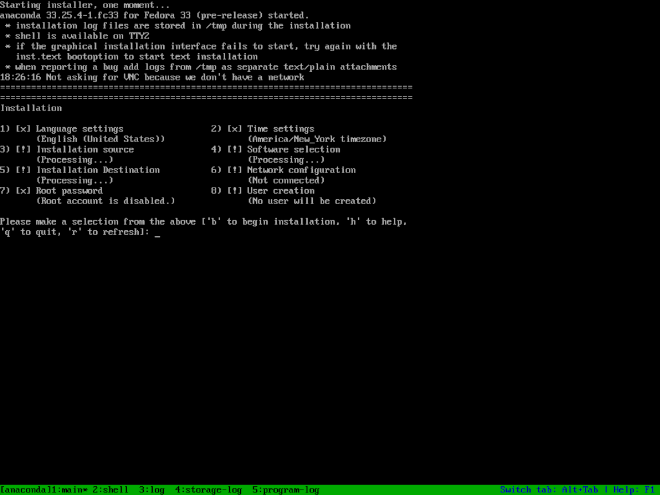 Starting installer, one moment...
anaconda 33.25.4-1.fc33 for Fedora 33 (pre-release) started.
* installation log files are stored in /tmp during the installation
* shell is available on TTY2
* if the graphical installation interface fails to start, try again with the
inst.text bootoption to start text installation
* when reporting a bug add logs from /tmp as separate text/plain attachments
18:26:16 Not asking for VNC because we don't have a network
================================================================================
================================================================================
Installation
1) [x] Language settings 2) [x] Time settings
(English (United States)) (America/New_York timezone)
3) [!] Installation source 4) [!] Software selection
(Processing...) (Processing...)
5) [!] Installation Destination 6) [!] Network configuration
(Processing...) (Not connected)
7) [x] Root password 8) [!] User creation
(Root account is disabled.) (No user will be created)
Please make a selection from the above ['b' to begin installation, 'h' to help,
'q' to quit, 'r' to refresh]: _
[anaconda]1:main* 2:shell 3:log 4:storage-log 5:program-log Switch tab: Alt+Tab | Help: F1